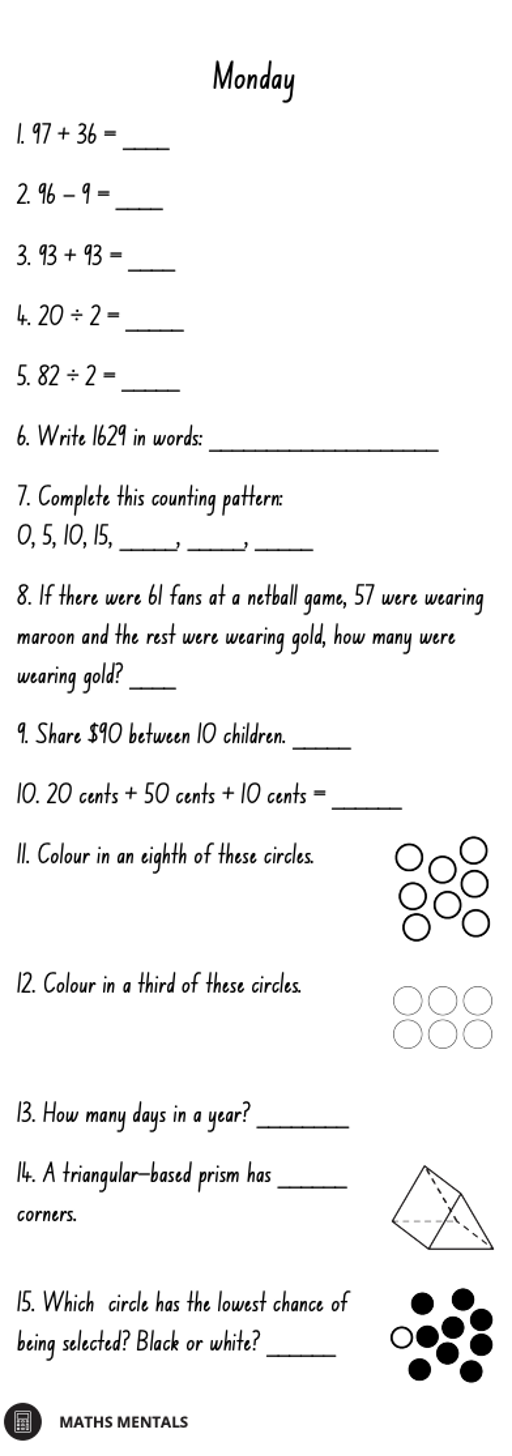 Monday
1. 97 + 36 = ____
2. 96 – 9 = ____
3. 93 + 93 = ____
4. 20 ÷ 2 = _____
5. 82 ÷ 2 = _____
6. Write 1629 in words: ____________________
7. Complete this counting pattern:
0, 5, 10, 15, _____, _____, _____
8. If there were 61 fans at a netball game, 57 were wearing
maroon and the rest were wearing gold, how many were
wearing gold? ____
9. Share $90 between 10 children. _____
10. 20 cents + 50 cents + 10 cents = ______
11. Colour in an eighth of these circles.
12. Colour in a third of these circles.
13. How many days in a year? ________
14. A triangular–based prism has ______
corners.
15. Which circle has the lowest chance of
being selected? Black or white? ______
MATHS MENTALS